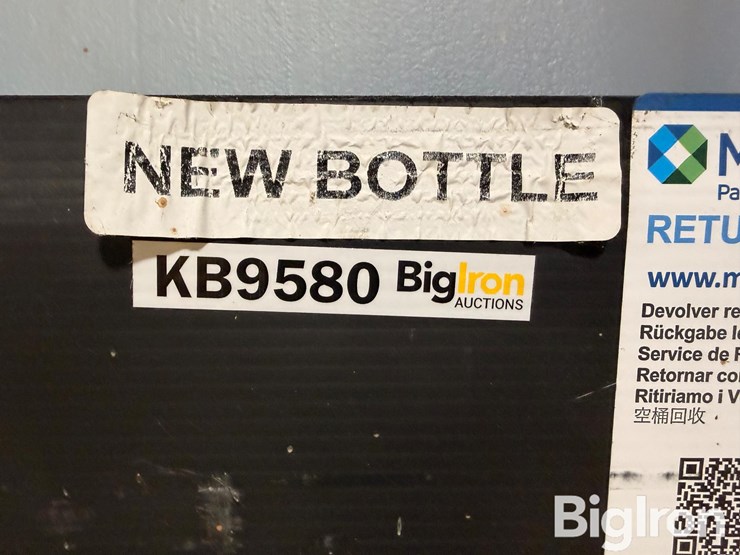 NEW BOTTLE
KB9580 BigIron
AUCTIONS
RETU
www.m
Devolver re
Rückgabe l
Service de
Retornar co
Ritiriamo i V
空桶回收
BigIron